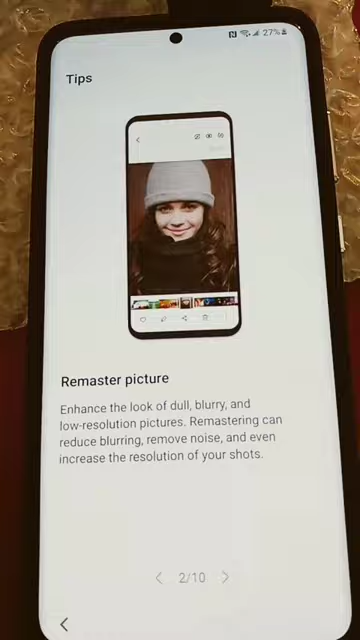 27%
Tips
Remaster picture
Enhance the look of dull, blurry, and
low-resolution pictures. Remastering can
reduce blurring, remove noise, and even
increase the resolution of your shots.
2/10